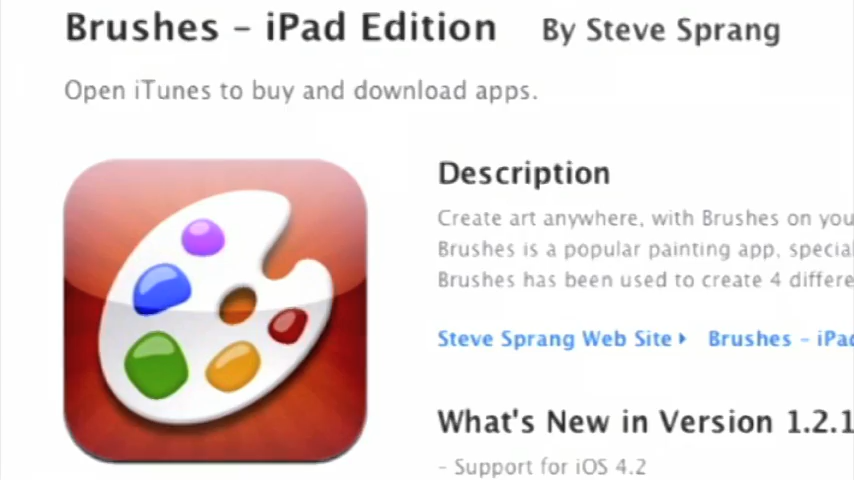 Brushes – iPad Edition By Steve Sprang
Open iTunes to buy and download apps.
Description
Create art anywhere, with Brushes on you
Brushes is a popular painting app, special
Brushes has been used to create 4 differe
Steve Sprang Web Site Brushes – iPad
What's New in Version 1.2.1
- Support for iOS 4.2